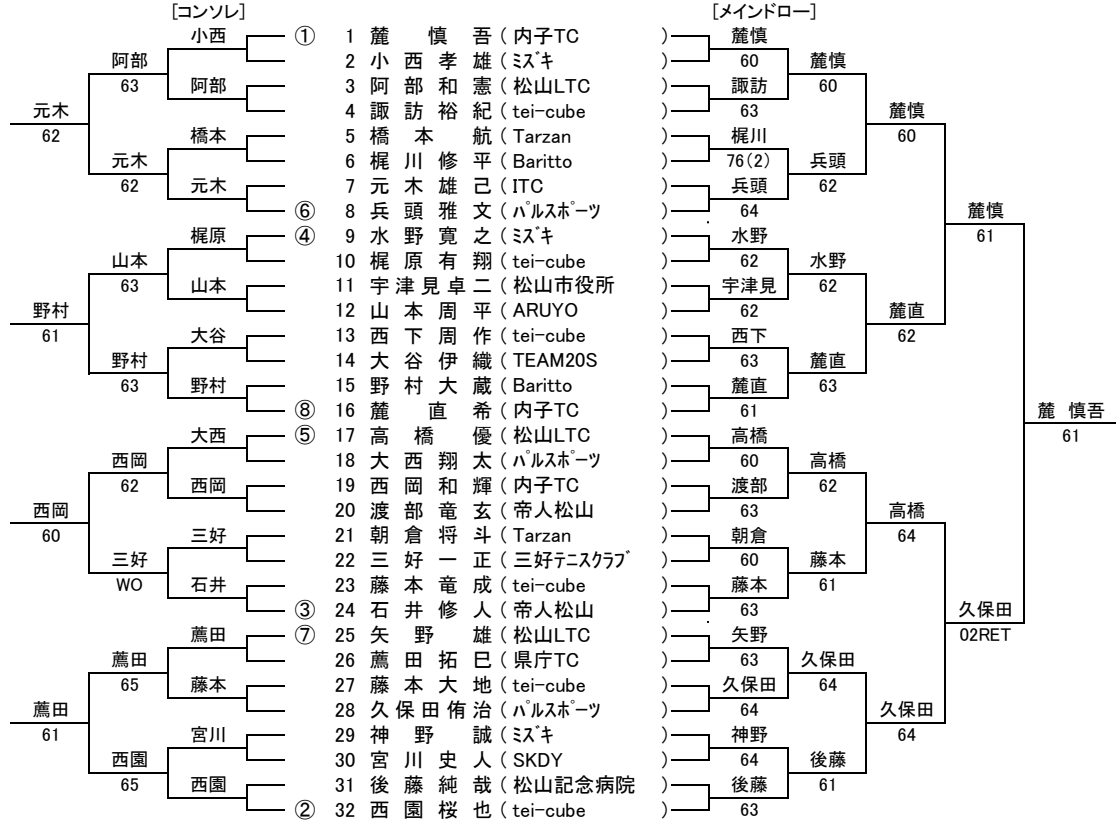 [コンソレ] [メインドロー]
小西 ① 1 麓 慎 吾 ( 内子TC ) 麓慎
阿部 2 小 西 孝 雄 ( ミズキ ) 60 麓慎
63 阿部 3 阿 部 和 憲 ( 松山LTC ) 諏訪 60
元木 4 諏 訪 裕 紀 ( tei-cube ) 63 麓慎
62 橋本 5 橋 本 航 ( Tarzan ) 梶川 60
元木 6 梶 川 修 平 ( Baritto ) 76(2) 兵頭
62 元木 7 元 木 雄 己 ( ITC ) 兵頭 62
⑥ 8 兵 頭 雅 文 ( パルスポーツ ) 64 麓慎
梶原 ④ 9 水 野 寛 之 ( ミズキ ) 水野 61
山本 10 梶 原 有 翔 ( tei-cube ) 62 水野
63 山本 11 宇 津 見 卓 二 ( 松山市役所 ) 宇津見 62
野村 12 山 本 周 平 ( ARUYO ) 62 麓直
61 大谷 13 西 下 周 作 ( tei-cube ) 西下 62
野村 14 大 谷 伊 織 ( TEAM20S ) 63 麓直
63 野村 15 野 村 大 蔵 ( Baritto ) 麓直 63
⑧ 16 麓 直 希 ( 内子TC ) 61 麓 慎吾
大西 ⑤ 17 高 橋 優 ( 松山LTC ) 高橋 61
西岡 18 大 西 翔 太 ( パルスポーツ ) 60 高橋
62 西岡 19 西 岡 和 輝 ( 内子TC ) 渡部 62
西岡 20 渡 部 竜 玄 ( 帝人松山 ) 63 高橋
60 三好 21 朝 倉 将 斗 ( Tarzan ) 朝倉 64
三好 22 三 好 一 正 ( 三好テニスクラブ ) 60 藤本
WO 石井 23 藤 本 竜 成 ( tei-cube ) 藤本 61
③ 24 石 井 修 人 ( 帝人松山 ) 63 久保田
薦田 ⑦ 25 矢 野 雄 ( 松山LTC ) 矢野 02RET
薦田 26 薦 田 拓 巳 ( 県庁TC ) 63 久保田
65 藤本 27 藤 本 大 地 ( tei-cube ) 久保田 64
薦田 28 久 保 田 侑 治 ( パルスポーツ ) 64 久保田
61 宮川 29 神 野 誠 ( ミズキ ) 神野 64
西園 30 宮 川 史 人 ( SKDY ) 64 後藤
65 西園 31 後 藤 純 哉 ( 松山記念病院 ) 後藤 61
② 32 西 園 桜 也 ( tei-cube ) 63